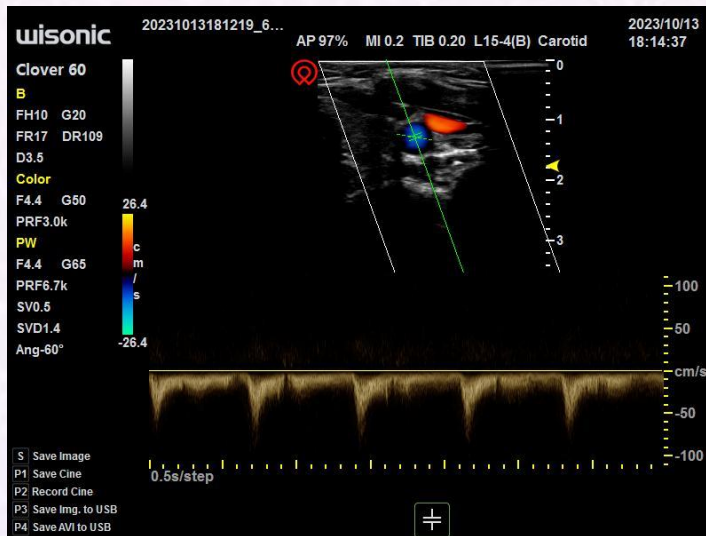 wisonic
20231013181219_6...
2023/10/13
AP 97% MI 0.2 TIB 0.20 L15-4(B) Carotid
18:14:37
Clover 60
B
FH10 G20
FR17 DR109
D3.5
Color
F4.4 G50
PRF3.0k
PW
F4.4 G65
PRF6.7k
SV0.5
SVD1.4
Ang-60°
26.4
c
m
/
s
-26.4
0
1
2
3
100
50
cm/s
-50
-100
0.5s/step
S Save Image
P1 Save Cine
P2 Record Cine
P3 Save Img. to USB
P4 Save AVI to USB